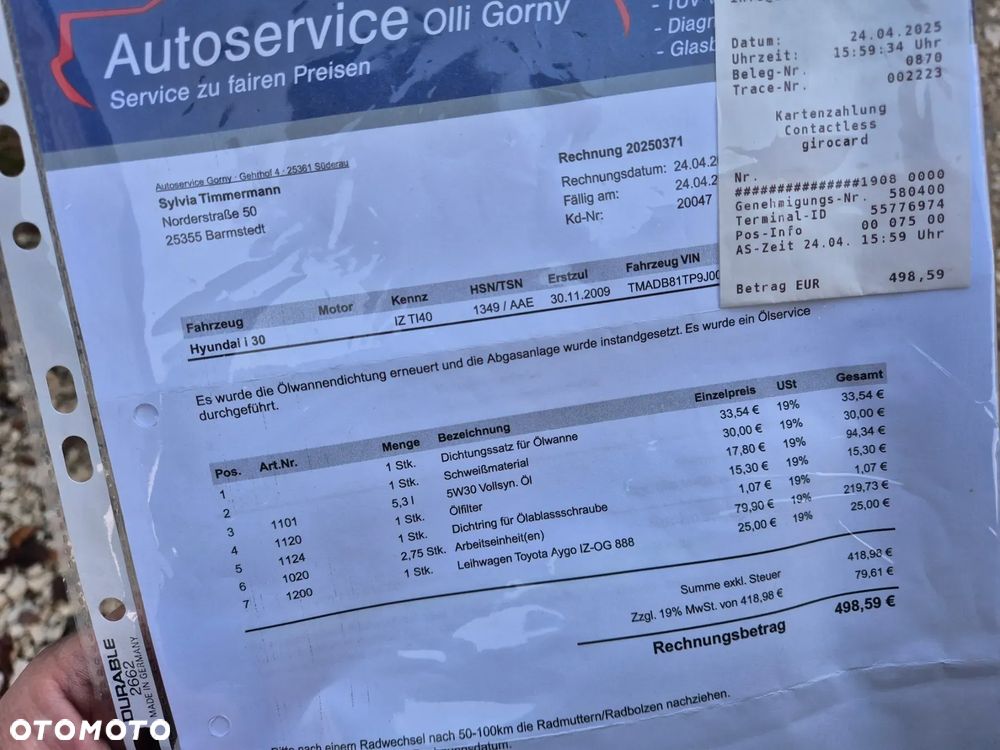 Autoservice Olli Gorny
Service zu fairen Preisen
- Diagn
- Glasb
Datum: 24.04.2025
Uhrzeit: 15:59:34 Uhr
Beleg-Nr. 0870
Trace-Nr. 002223
Kartenzahlung
Contactless
girocard
Nr.
###############1908 0000
Genehmigungs-Nr. 580400
Terminal-ID 55776974
Pos-Info 00 075 00
AS-Zeit 24.04. 15:59 Uhr
Betrag EUR 498,59
Autoservice Gorny · Gehrhof 4 · 25361 Süderau
Sylvia Timmermann
Norderstraße 50
25355 Barmstedt
Rechnung 20250371
Rechnungsdatum: 24.04.2
Fällig am: 24.04.2
Kd-Nr: 20047
Fahrzeug Motor Kennz HSN/TSN Erstzul Fahrzeug VIN
Hyundai i 30 IZ TI40 1349 / AAE 30.11.2009 TMADB81TP9J00
Es wurde die Ölwannendichtung erneuert und die Abgasanlage wurde instandgesetzt. Es wurde ein Ölservice
durchgeführt.
Pos. Art.Nr. Menge Bezeichnung Einzelpreis USt Gesamt
1 1 Stk. Dichtungssatz für Ölwanne 33,54 € 19% 33,54 €
2 1 Stk. Schweißmaterial 30,00 € 19% 30,00 €
3 1101 5,3 l 5W30 Vollsyn. Öl 17,80 € 19% 94,34 €
4 1120 1 Stk. Ölfilter 15,30 € 19% 15,30 €
5 1124 1 Stk. Dichtring für Ölablassschraube 1,07 € 19% 1,07 €
6 1020 2,75 Stk. Arbeitseinheit(en) 79,90 € 19% 219,73 €
7 1200 1 Stk. Leihwagen Toyota Aygo IZ-OG 888 25,00 € 19% 25,00 €
Summe exkl. Steuer 418,98 €
Zzgl. 19% MwSt. von 418,98 € 79,61 €
Rechnungsbetrag 498,59 €
Bitte nach einem Radwechsel nach 50-100km die Radmuttern/Radbolzen nachziehen.
DURABLE
2662
MADE IN GERMANY
OTOMOTO